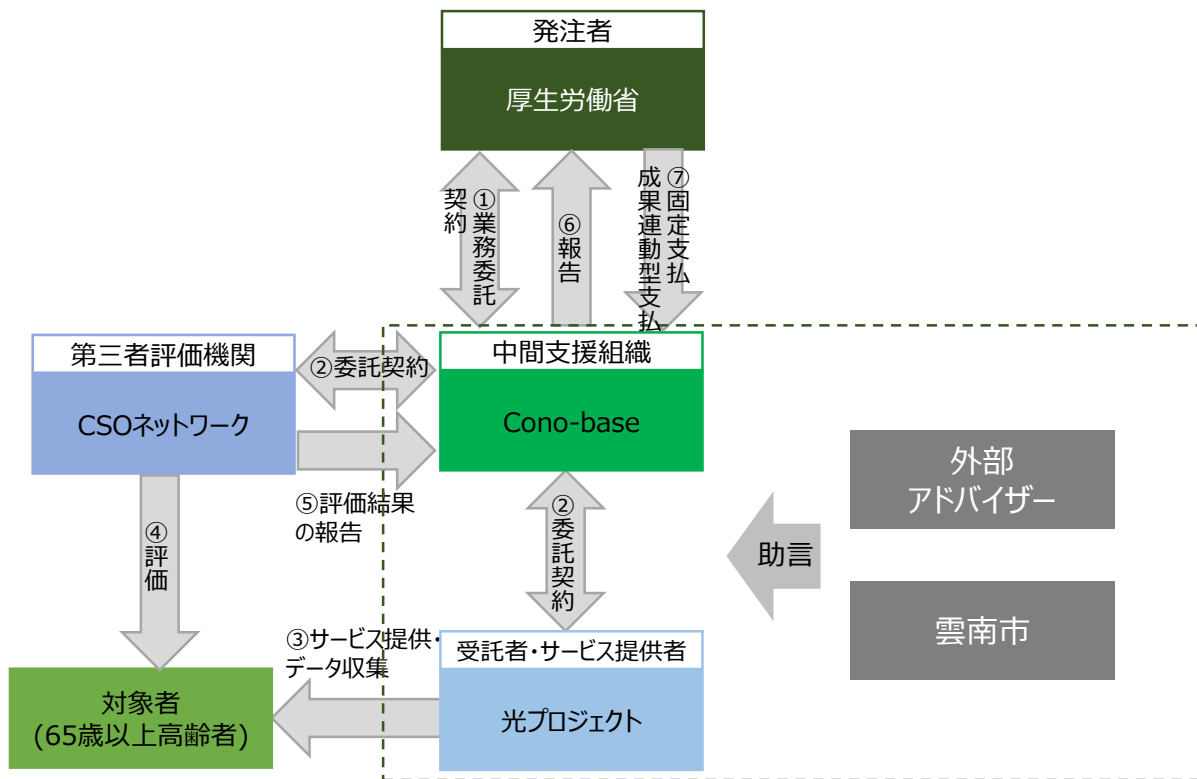 発注者
厚生労働省
①業務委託
契約
⑥報告
⑦固定支払
成果連動型支払
第三者評価機関
CSOネットワーク
②委託契約
中間支援組織
Cono-base
⑤評価結果
の報告
④評価
②委託契約
外部
アドバイザー
助言
雲南市
③サービス提供・
データ収集
受託者・サービス提供者
光プロジェクト
対象者
(65歳以上高齢者)